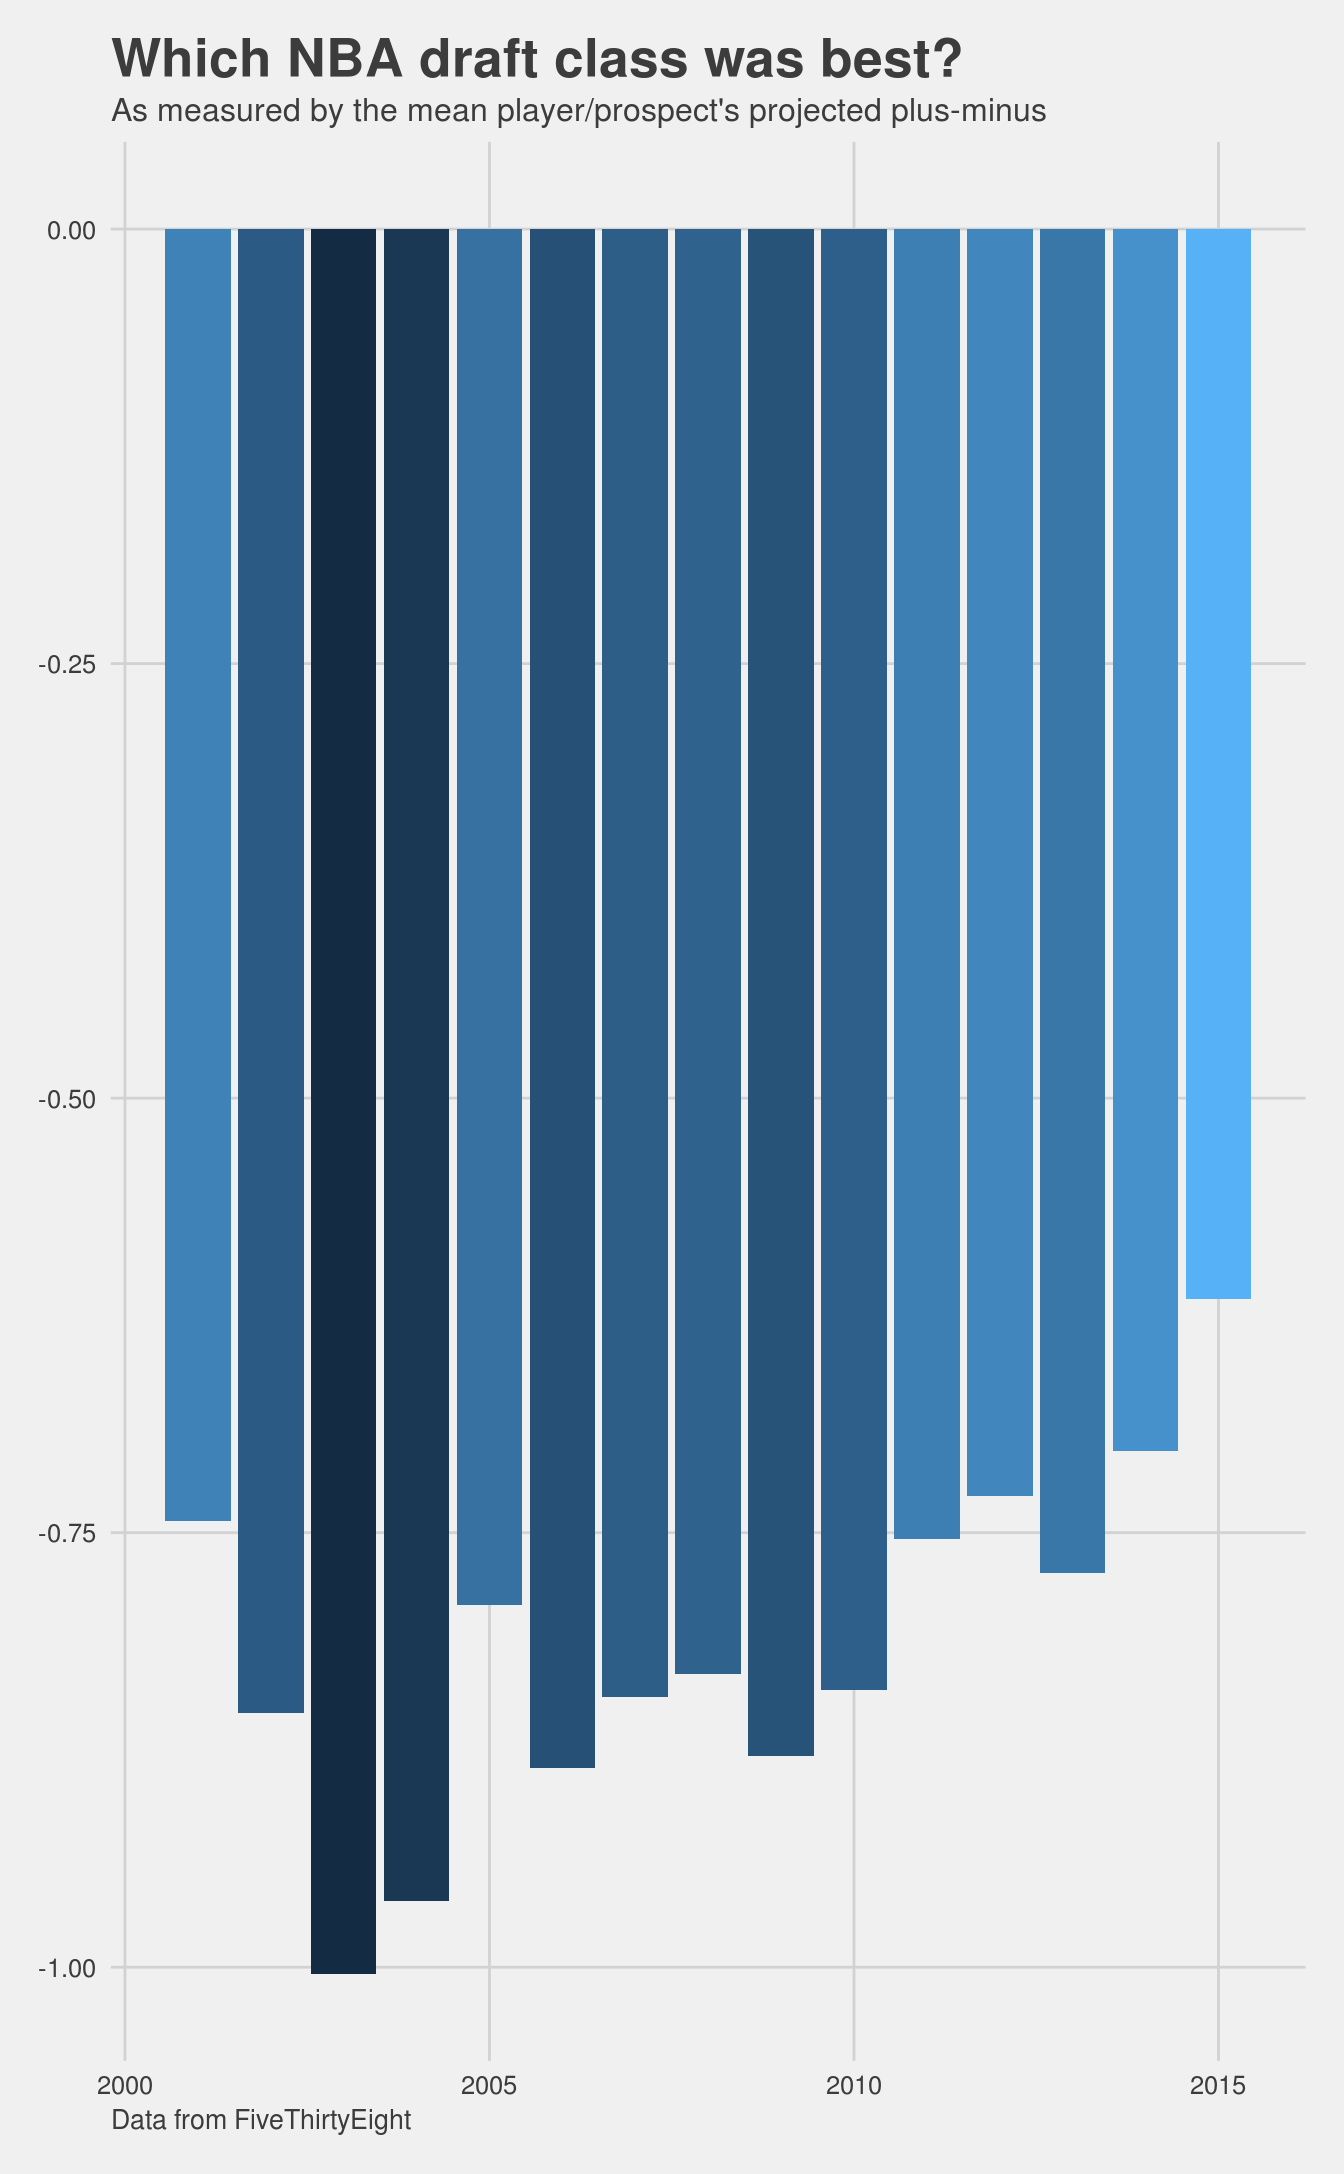 Which NBA draft class was best?
As measured by the mean player/prospect's projected plus-minus
0.00
-0.25
-0.50
-0.75
-1.00
2000 2005 2010 2015
Data from FiveThirtyEight